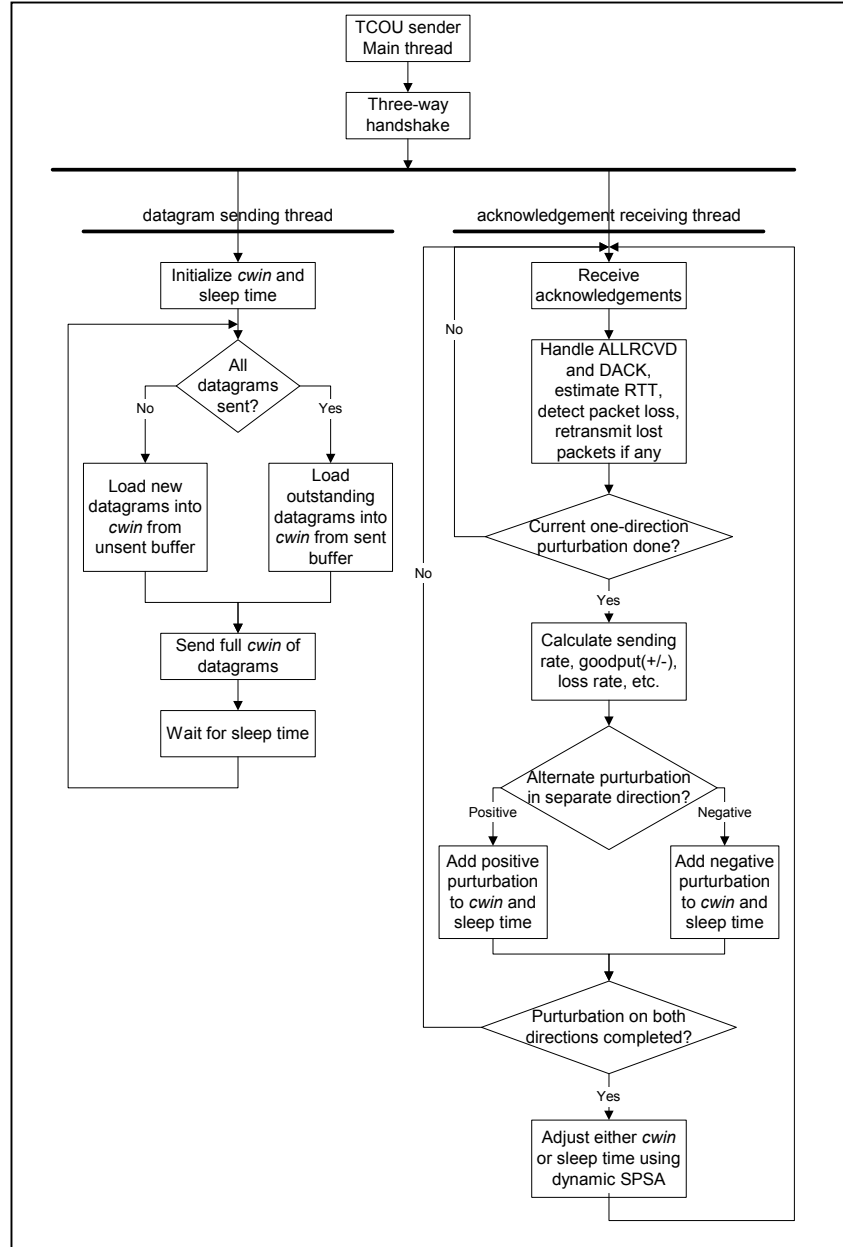 TCOU sender
Main thread
Three-way
handshake
datagram sending thread
Initialize cwin and
sleep time
All
datagrams
sent?
No
Yes
Load new
datagrams into
cwin from
unsent buffer
Load
outstanding
datagrams into
cwin from sent
buffer
Send full cwin of
datagrams
Wait for sleep time
acknowledgement receiving thread
Receive
acknowledgements
No
Handle ALLRCVD
and DACK,
estimate RTT,
detect packet loss,
retransmit lost
packets if any
Current one-direction
purturbation done?
No
Yes
Calculate sending
rate, goodput(+/-),
loss rate, etc.
Alternate purturbation
in separate direction?
Positive
Negative
Add positive
purturbation
to cwin and
sleep time
Add negative
purturbation
to cwin and
sleep time
Purturbation on both
directions completed?
Yes
Adjust either cwin
or sleep time using
dynamic SPSA